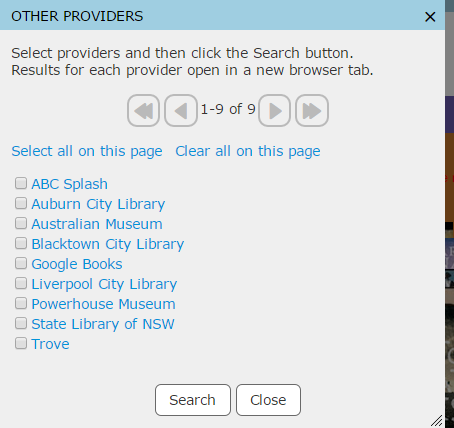 OTHER PROVIDERS
Select providers and then click the Search button.
Results for each provider open in a new browser tab.
1-9 of 9
Select all on this page Clear all on this page
ABC Splash
Auburn City Library
Australian Museum
Blacktown City Library
Google Books
Liverpool City Library
Powerhouse Museum
State Library of NSW
Trove
Search Close